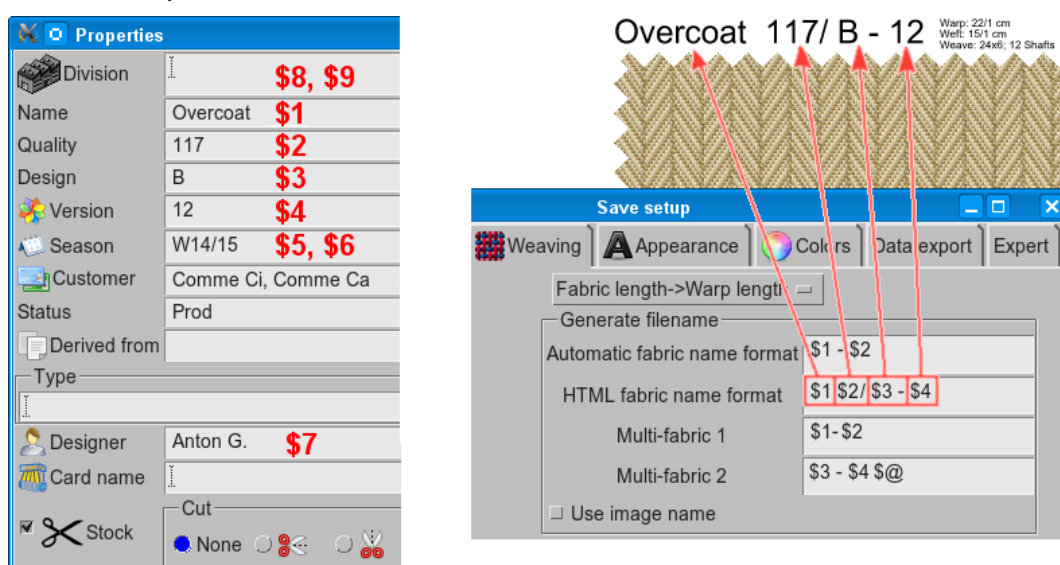 Properties
Division
$8, $9
Name
Overcoat
$1
Quality
117
$2
Design
B
$3
Version
12
$4
Season
W14/15
$5, $6
Customer
Comme Ci, Comme Ca
Status
Prod
Derived from
Type
Designer
Anton G.
$7
Card name
Stock
Cut
None
Overcoat 117/ B - 12
Warp: 22/1 cm
Weft: 15/1 cm
Weave: 24x6; 12 Shafts
Save setup
Weaving
Appearance
Colors
Data export
Expert
Fabric length->Warp length
Generate filename
Automatic fabric name format
$1 - $2
HTML fabric name format
$1 $2/ $3 - $4
Multi-fabric 1
$1-$2
Multi-fabric 2
$3 - $4 $@
Use image name